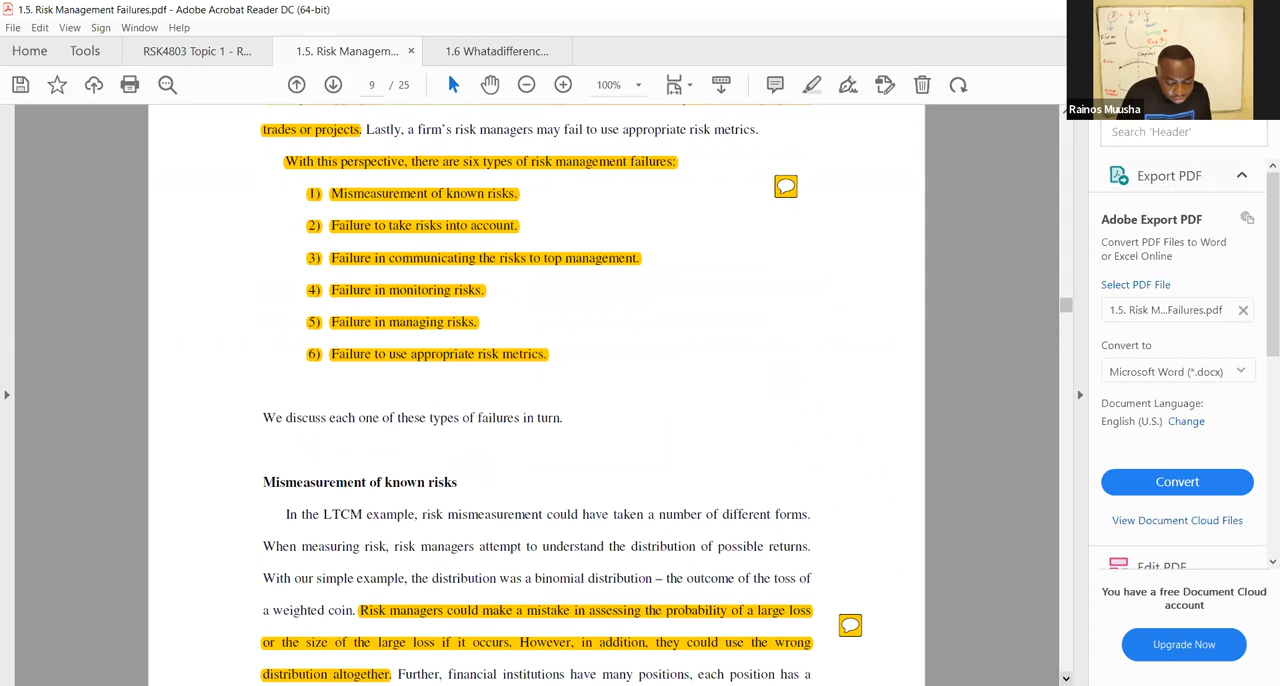 1.5. Risk Management Failures.pdf - Adobe Acrobat Reader DC (64-bit)
File Edit View Sign Window Help
Home Tools RSK4803 Topic 1 - R... 1.5. Risk Managem... × 1.6 Whatadifferenc...
9 / 25 100%
Rainos Muusha
trades or projects. Lastly, a firm's risk managers may fail to use appropriate risk metrics.
With this perspective, there are six types of risk management failures:
1) Mismeasurement of known risks.
2) Failure to take risks into account.
3) Failure in communicating the risks to top management.
4) Failure in monitoring risks.
5) Failure in managing risks.
6) Failure to use appropriate risk metrics.
We discuss each one of these types of failures in turn.
Mismeasurement of known risks
In the LTCM example, risk mismeasurement could have taken a number of different forms.
When measuring risk, risk managers attempt to understand the distribution of possible returns.
With our simple example, the distribution was a binomial distribution – the outcome of the toss of
a weighted coin. Risk managers could make a mistake in assessing the probability of a large loss
or the size of the large loss if it occurs. However, in addition, they could use the wrong
distribution altogether. Further, financial institutions have many positions, each position has a
Search 'Header'
Export PDF
Adobe Export PDF
Convert PDF Files to Word
or Excel Online
Select PDF File
1.5. Risk M...Failures.pdf
Convert to
Microsoft Word (*.docx)
Document Language:
English (U.S.) Change
Convert
View Document Cloud Files
Edit PDF
You have a free Document Cloud
account
Upgrade Now